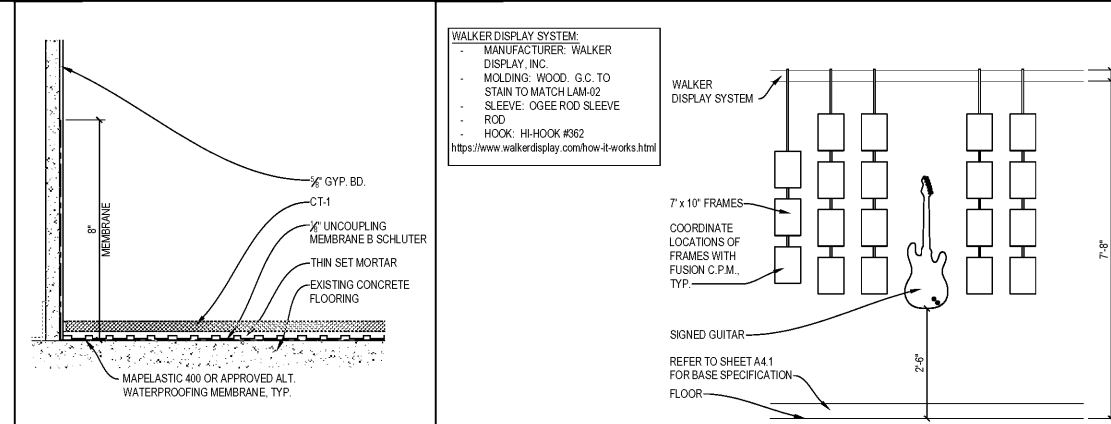 ⅝" GYP. BD.
CT-1
⅛" UNCOUPLING
MEMBRANE B SCHLUTER
THIN SET MORTAR
EXISTING CONCRETE
FLOORING
8"
MEMBRANE
MAPELASTIC 400 OR APPROVED ALT.
WATERPROOFING MEMBRANE, TYP.
WALKER DISPLAY SYSTEM:
- MANUFACTURER: WALKER
DISPLAY, INC.
- MOLDING: WOOD. G.C. TO
STAIN TO MATCH LAM-02
- SLEEVE: OGEE ROD SLEEVE
- ROD
- HOOK: HI-HOOK #362
https://www.walkerdisplay.com/how-it-works.html
WALKER
DISPLAY SYSTEM
7' x 10" FRAMES
COORDINATE
LOCATIONS OF
FRAMES WITH
FUSION C.P.M.,
TYP.
SIGNED GUITAR
REFER TO SHEET A4.1
FOR BASE SPECIFICATION
FLOOR
2'-6"
7'-8"